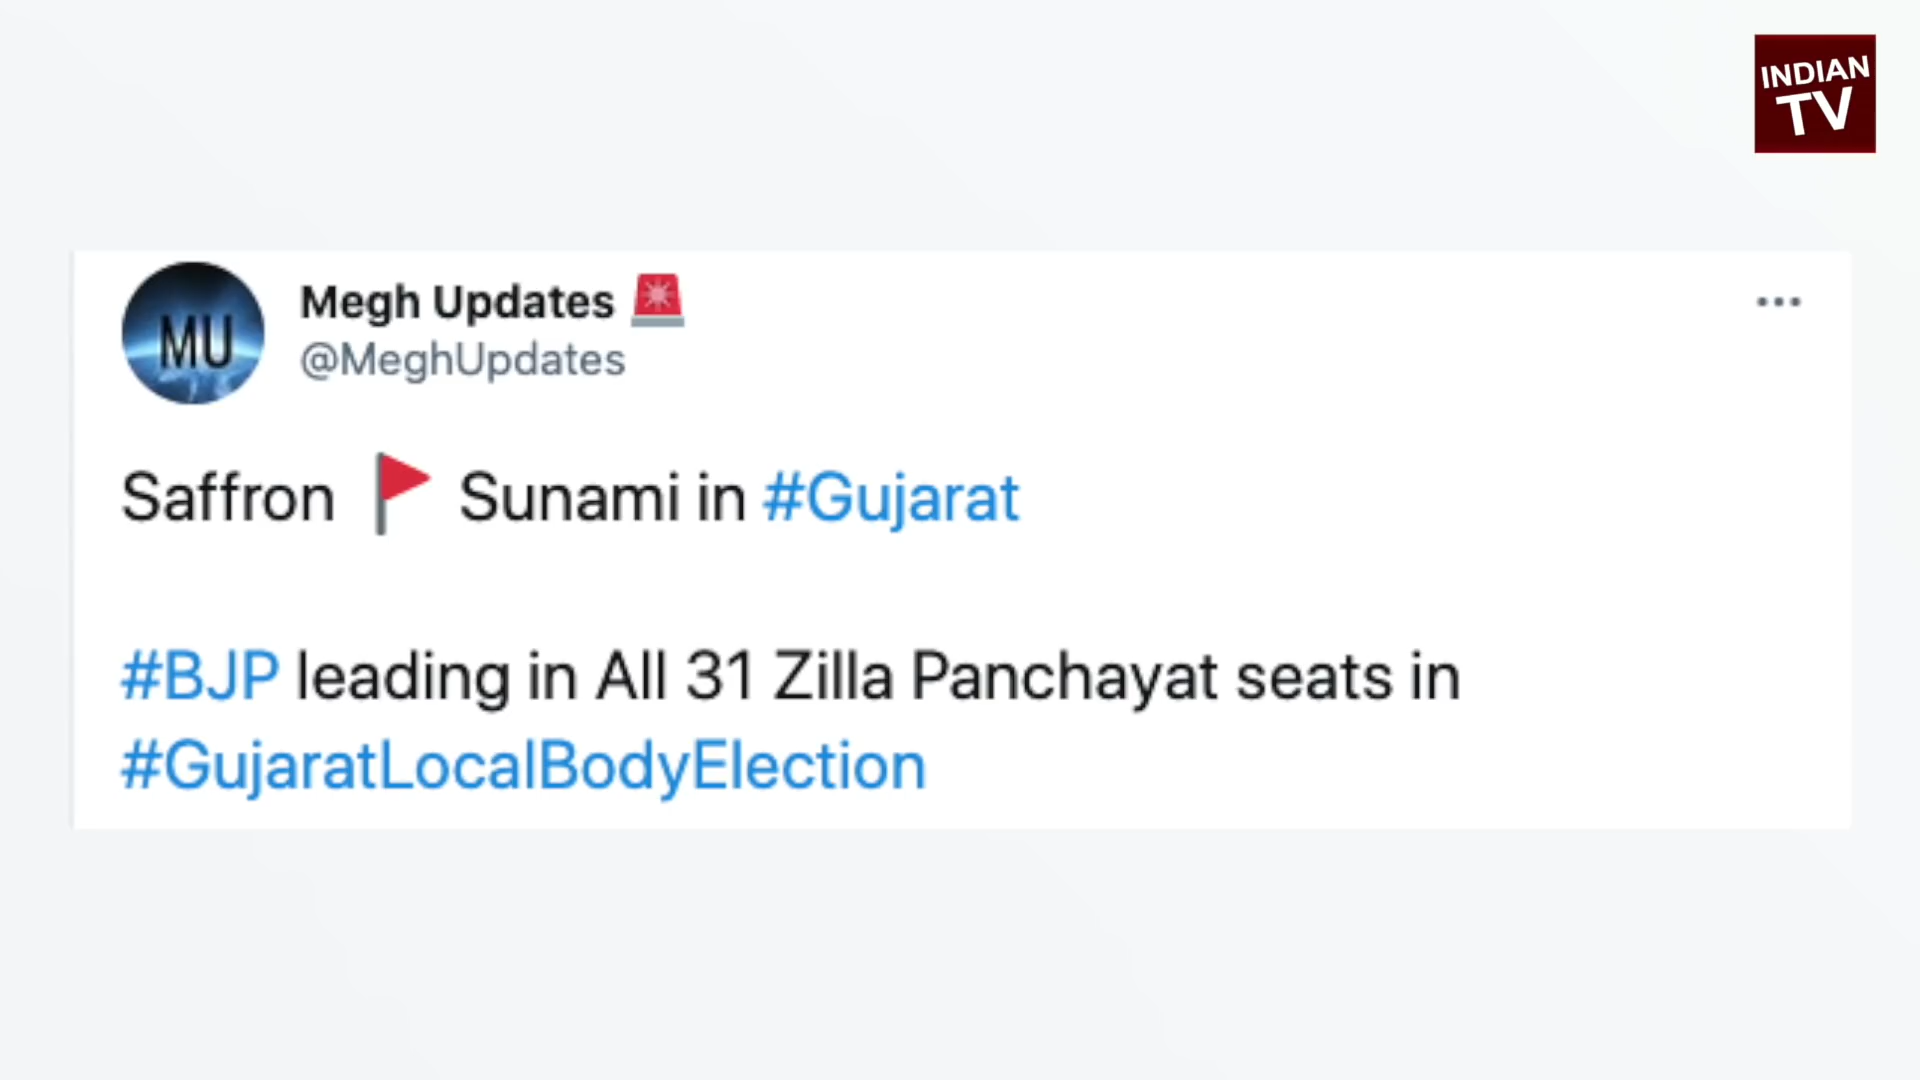 INDIAN
TV
MU
Megh Updates 🚨
@MeghUpdates
Saffron 🚩 Sunami in #Gujarat
#BJP leading in All 31 Zilla Panchayat seats in
#GujaratLocalBodyElection